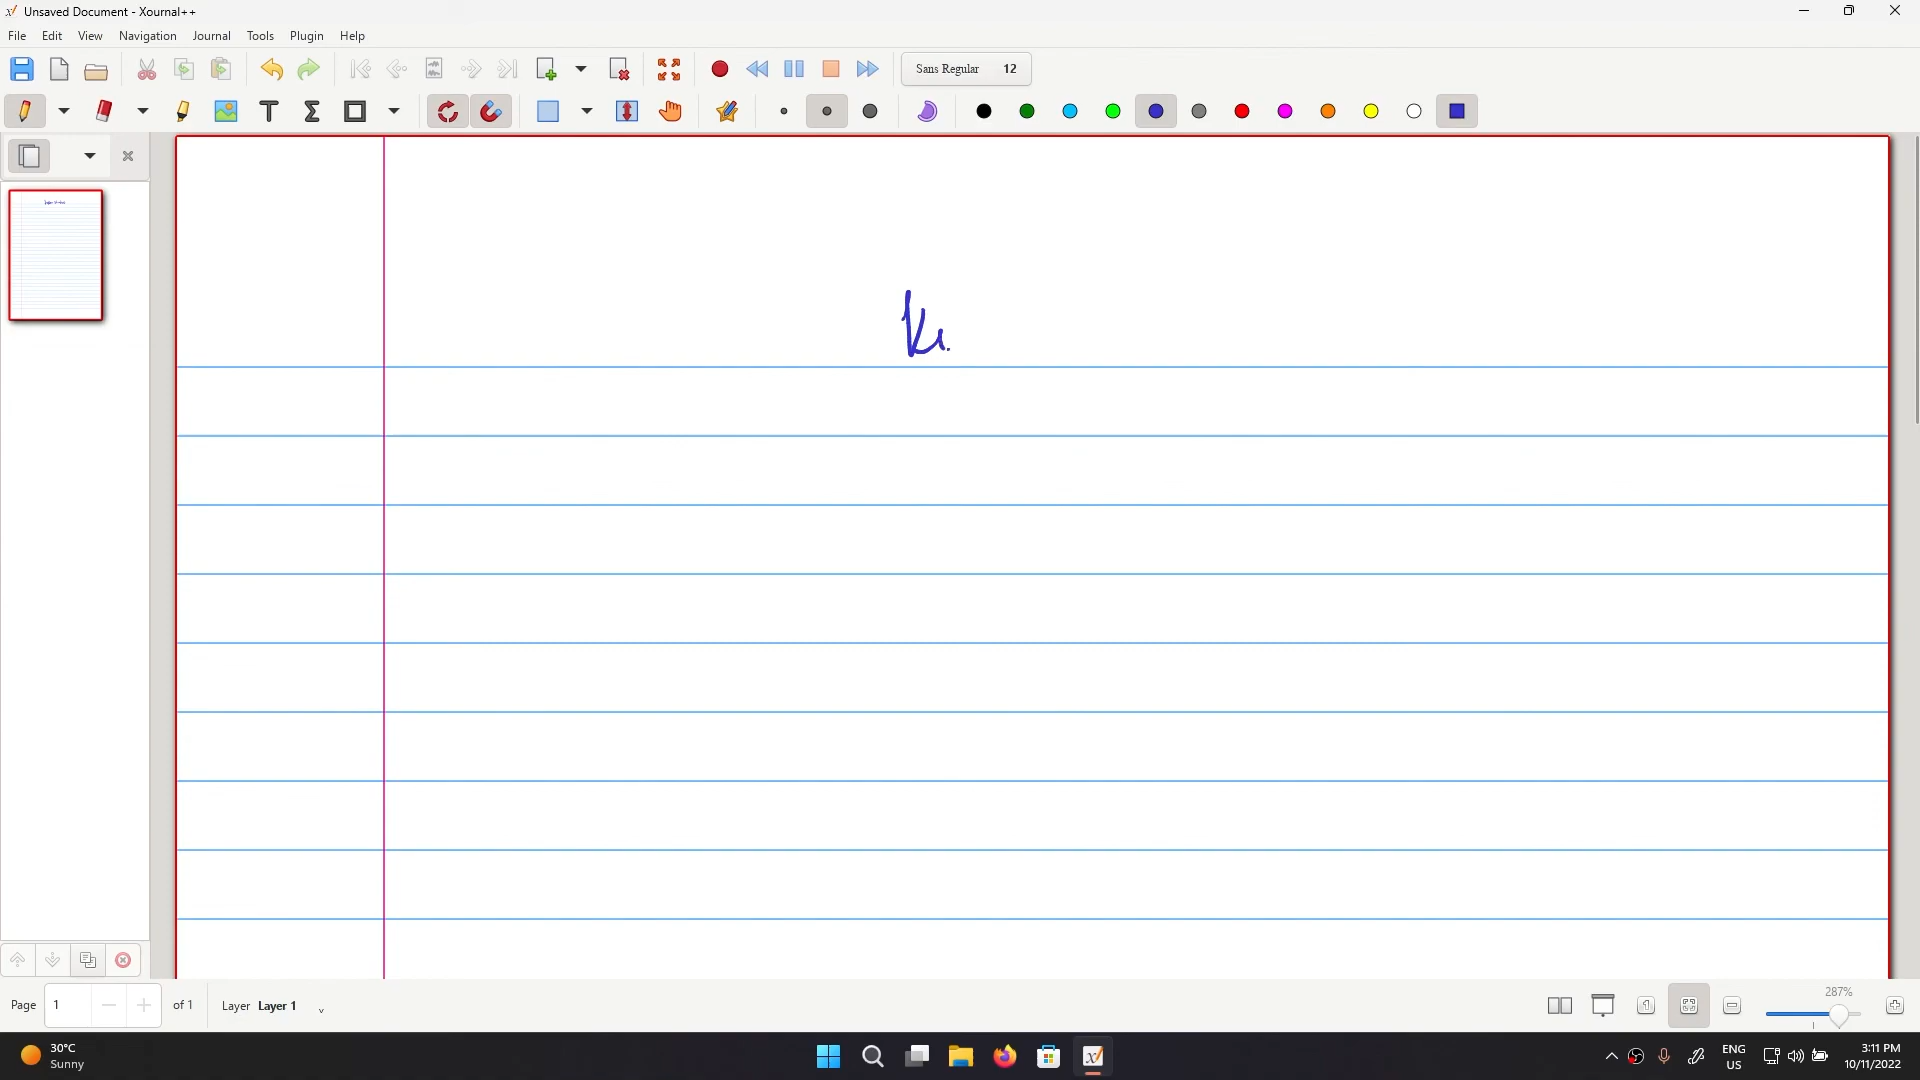 Unsaved Document - Xournal++
File Edit View Navigation Journal Tools Plugin Help
Sans Regular 12
Page 1 of 1 Layer Layer 1
287%
30°C
Sunny
ENG
US
3:11 PM
10/11/2022